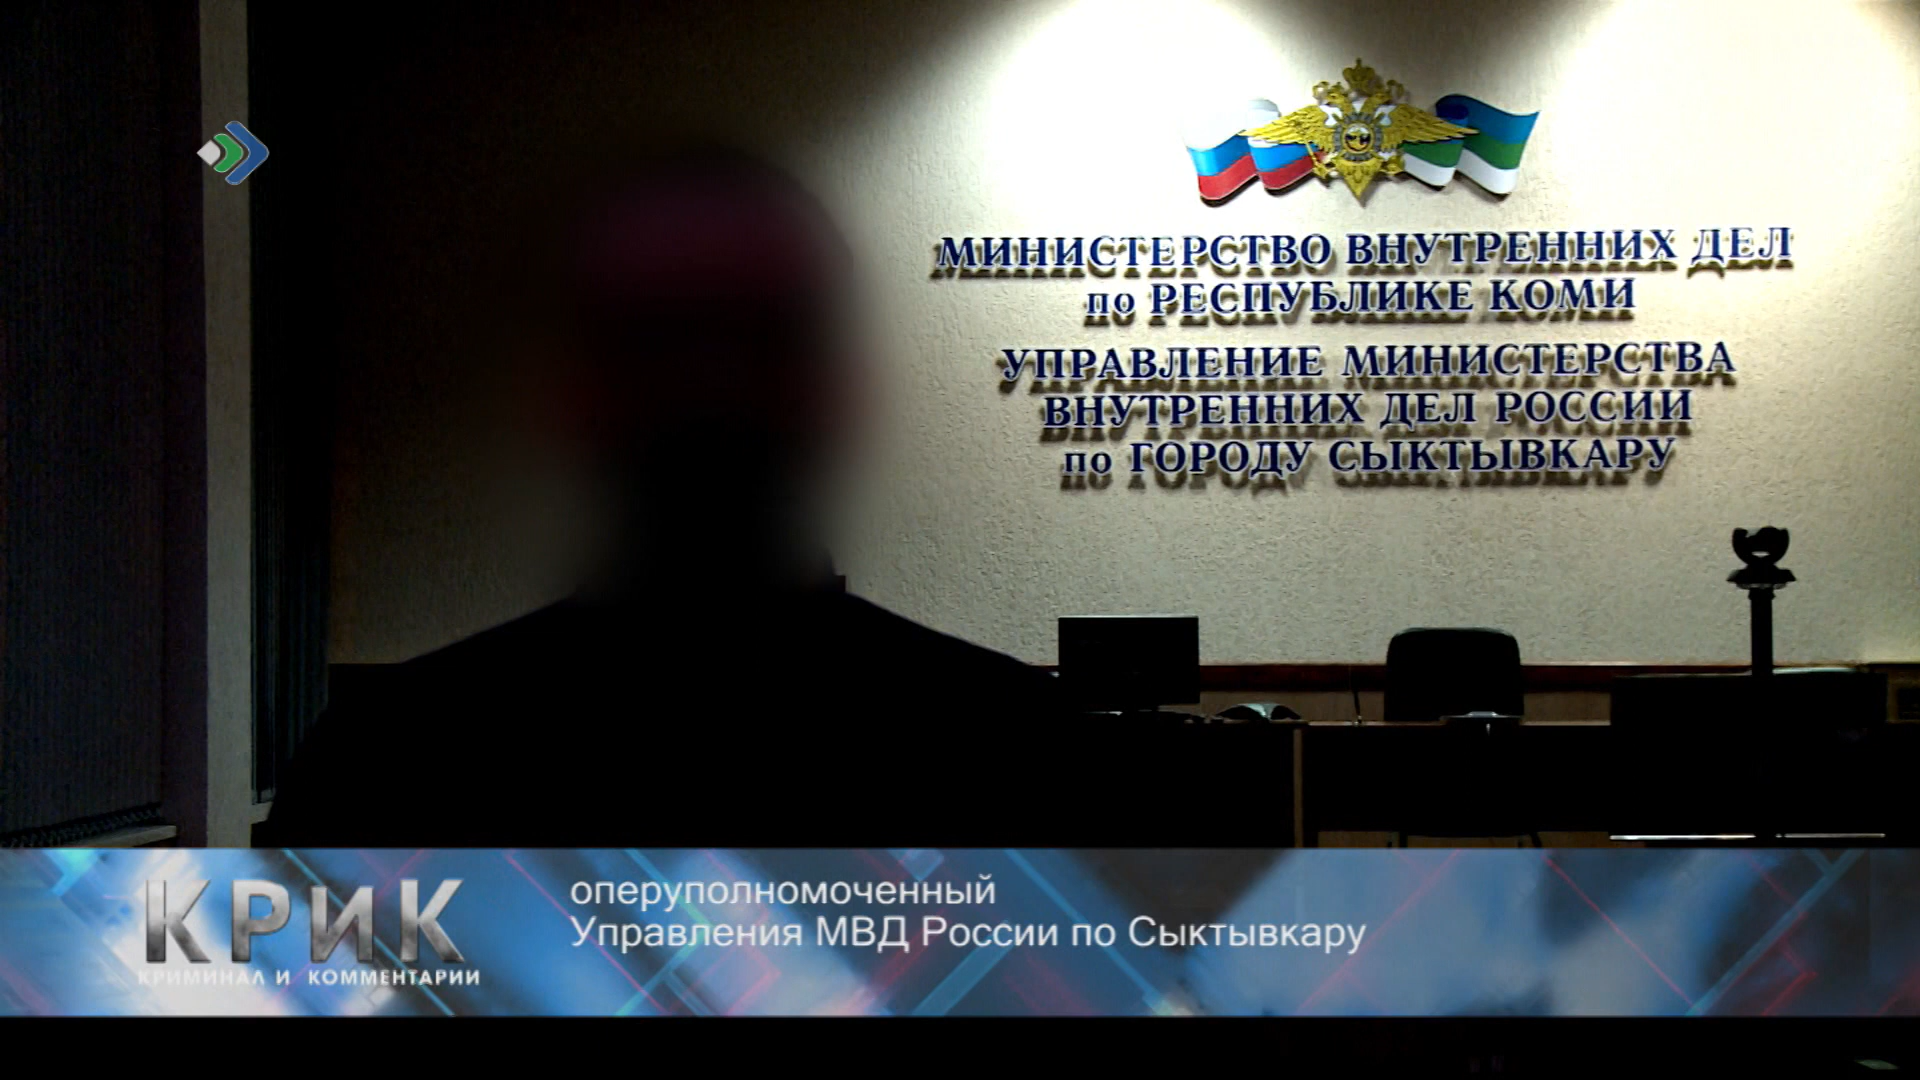 МИНИСТЕРСТВО ВНУТРЕННИХ ДЕЛ
по РЕСПУБЛИКЕ КОМИ
УПРАВЛЕНИЕ МИНИСТЕРСТВА
ВНУТРЕННИХ ДЕЛ РОССИИ
по ГОРОДУ СЫКТЫВКАРУ
КРиК
КРИМИНАЛ И КОММЕНТАРИИ
оперуполномоченный
Управления МВД России по Сыктывкару